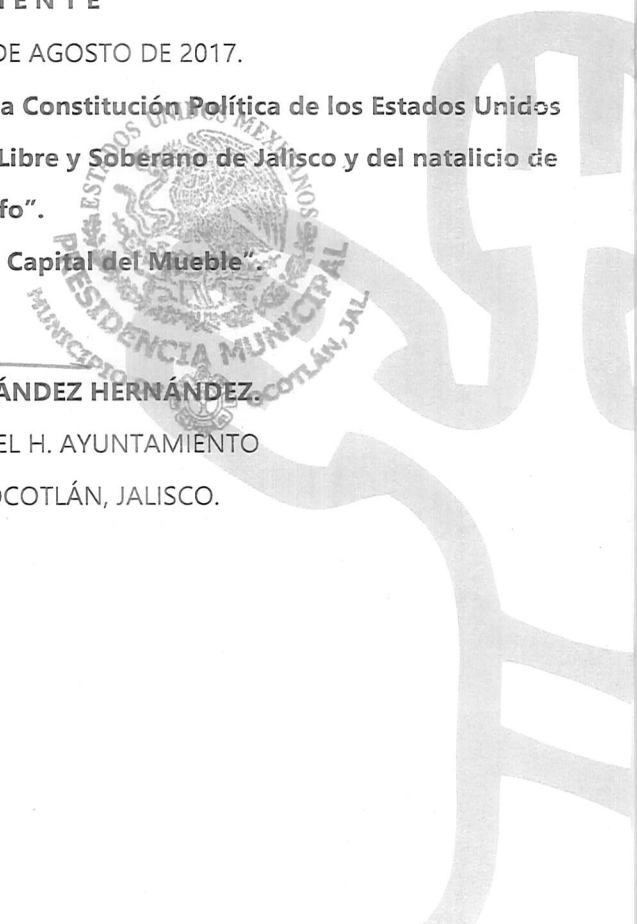 ENTE
DE AGOSTO DE 2017.
a Constitución Política de los Estados Unidos
Libre y Soberano de Jalisco y del natalicio de
fo".
Capital del Mueble".
ÁNDEZ HERNÁNDEZ.
EL H. AYUNTAMIENTO
OCOTLÁN, JALISCO.
ESTADOS UNIDOS MEXICANOS
PRESIDENCIA MUNICIPAL
MUNICIPIO OCOTLÁN, JAL.